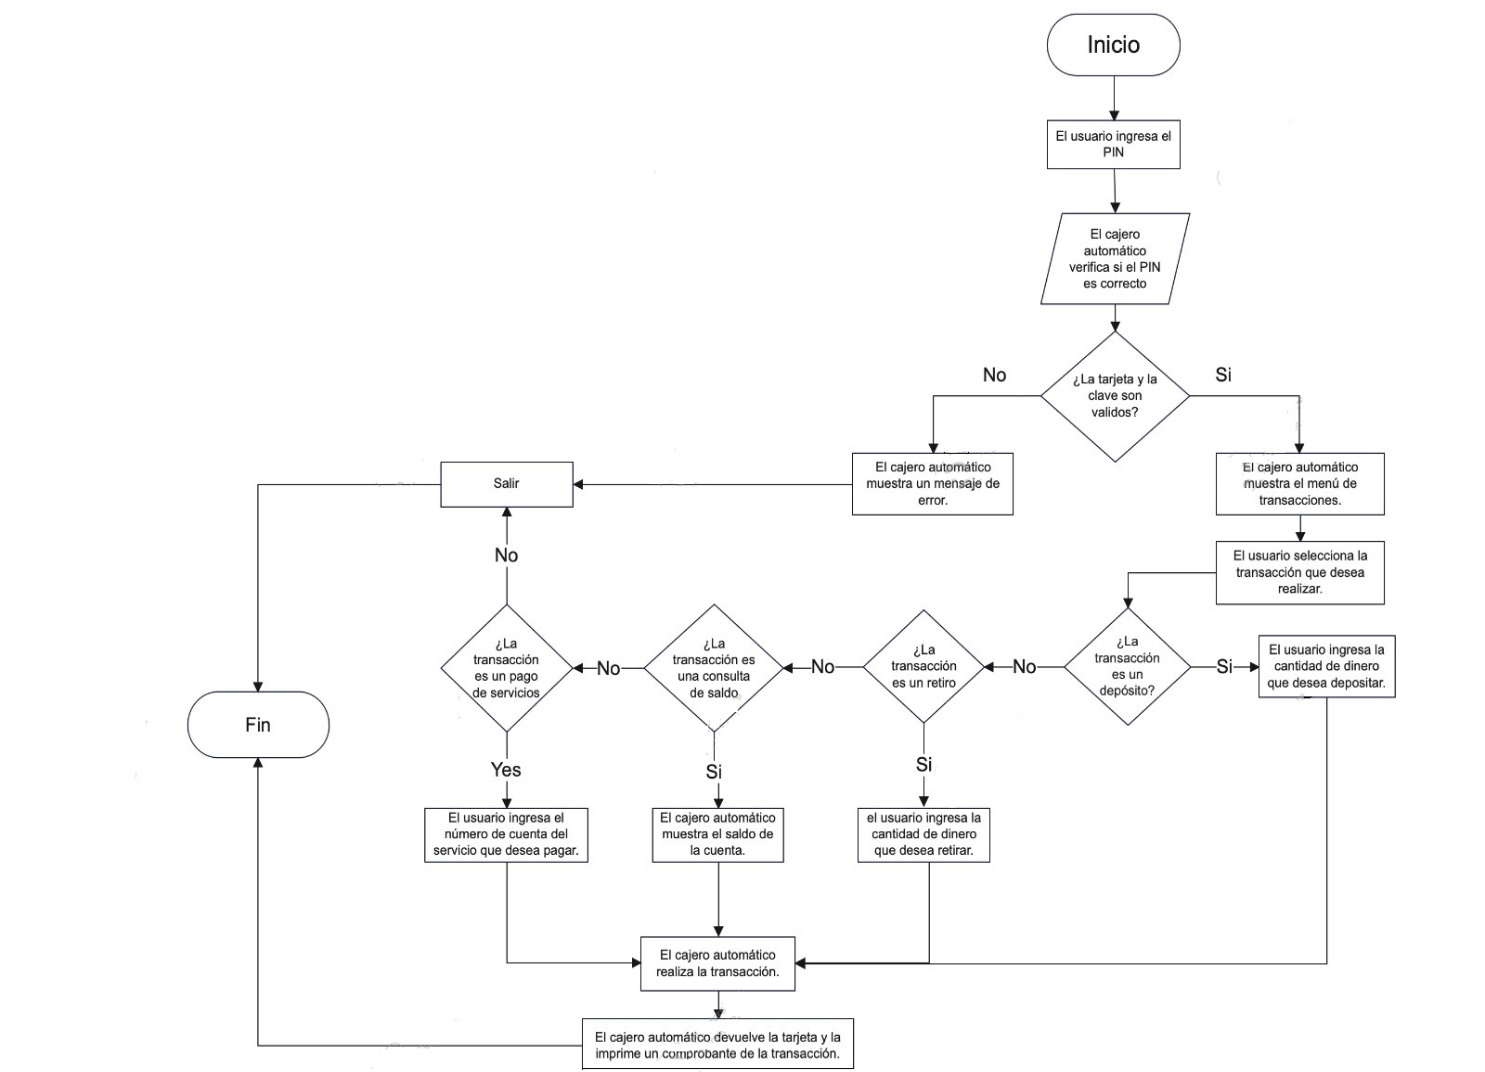 Inicio
El usuario ingresa el
PIN
El cajero
automático
verifica si el PIN
es correcto
¿La tarjeta y la
clave son
validos?
No
Si
El cajero automático
muestra un mensaje de
error.
El cajero automático
muestra el menú de
transacciones.
Salir
El usuario selecciona la
transacción que desea
realizar.
No
¿La
transacción
es un pago
de servicios
No
¿La
transacción es
una consulta
de saldo
No
¿La
transacción
es un retiro
No
¿La
transacción
es un
depósito?
Si
El usuario ingresa la
cantidad de dinero
que desea depositar.
Fin
Yes
Si
Si
El usuario ingresa el
número de cuenta del
servicio que desea pagar.
El cajero automático
muestra el saldo de
la cuenta.
el usuario ingresa la
cantidad de dinero
que desea retirar.
El cajero automático
realiza la transacción.
El cajero automático devuelve la tarjeta y la
imprime un comprobante de la transacción.